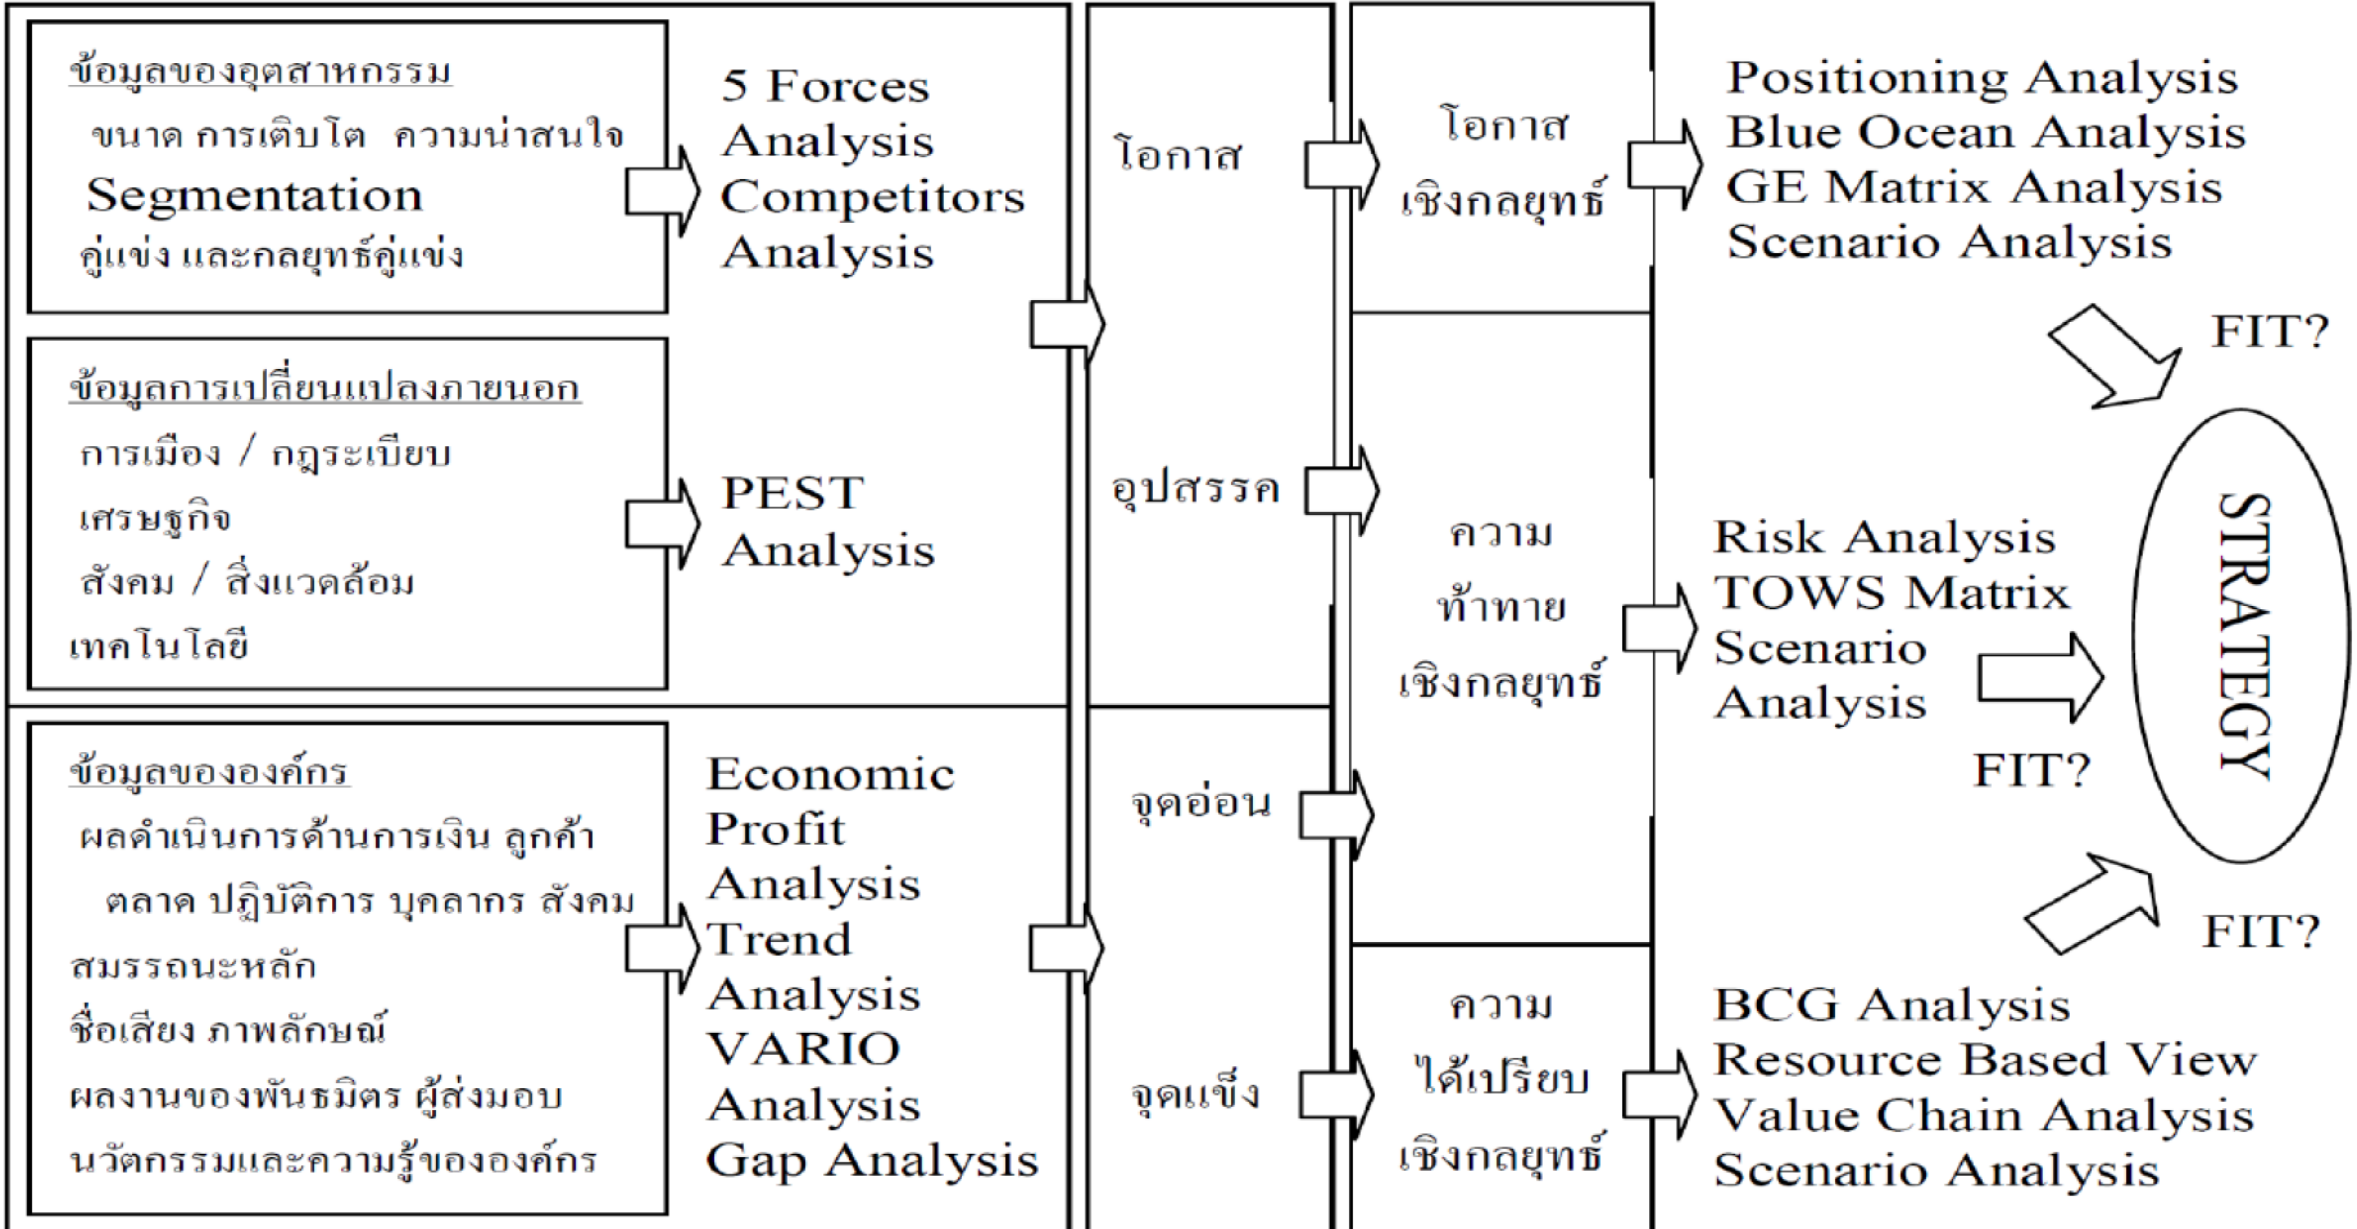 ข้อมูลของอุตสาหกรรม
ขนาด การเติบโต ความน่าสนใจ
Segmentation
คู่แข่ง และกลยุทธ์คู่แข่ง
5 Forces
Analysis
Competitors
Analysis
ข้อมูลการเปลี่ยนแปลงภายนอก
การเมือง / กฎระเบียบ
เศรษฐกิจ
สังคม / สิ่งแวดล้อม
เทคโนโลยี
PEST
Analysis
ข้อมูลขององค์กร
ผลดำเนินการด้านการเงิน ลูกค้า
ตลาด ปฏิบัติการ บุคลากร สังคม
สมรรถนะหลัก
ชื่อเสียง ภาพลักษณ์
ผลงานของพันธมิตร ผู้ส่งมอบ
นวัตกรรมและความรู้ขององค์กร
Economic
Profit
Analysis
Trend
Analysis
VARIO
Analysis
Gap Analysis
โอกาส
อุปสรรค
จุดอ่อน
จุดแข็ง
โอกาส
เชิงกลยุทธ์
ความ
ท้าทาย
เชิงกลยุทธ์
ความ
ได้เปรียบ
เชิงกลยุทธ์
Positioning Analysis
Blue Ocean Analysis
GE Matrix Analysis
Scenario Analysis
FIT?
Risk Analysis
TOWS Matrix
Scenario
Analysis
FIT?
BCG Analysis
Resource Based View
Value Chain Analysis
Scenario Analysis
FIT?
STRATEGY